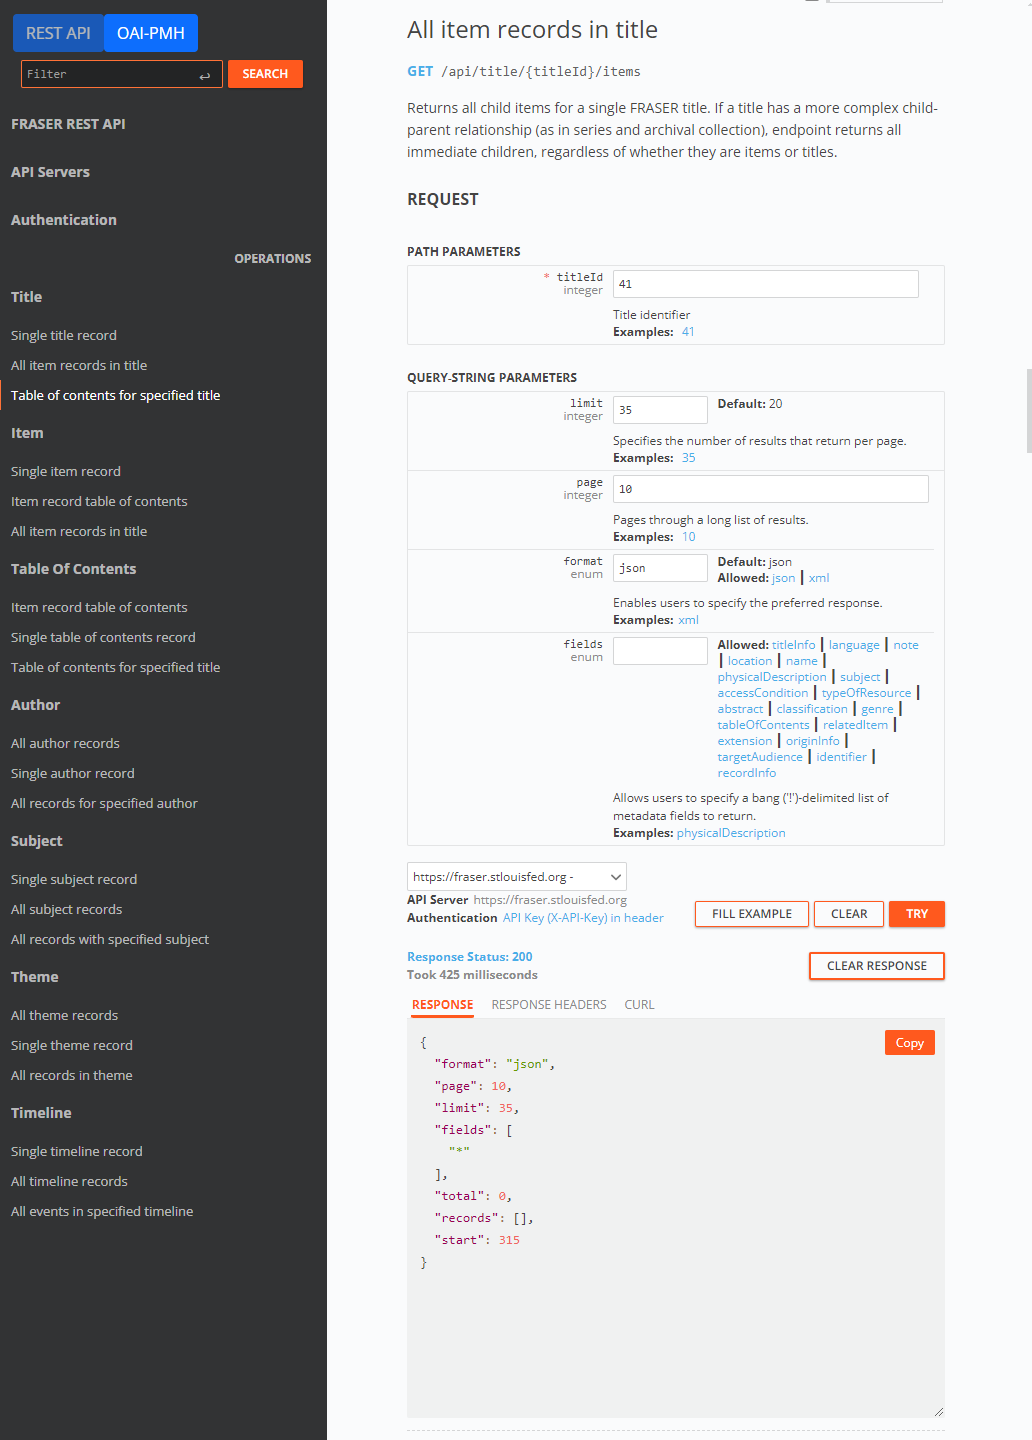 REST API
OAI-PMH
Filter
SEARCH
FRASER REST API
API Servers
Authentication
OPERATIONS
Title
Single title record
All item records in title
Table of contents for specified title
Item
Single item record
Item record table of contents
All item records in title
Table Of Contents
Item record table of contents
Single table of contents record
Table of contents for specified title
Author
All author records
Single author record
All records for specified author
Subject
Single subject record
All subject records
All records with specified subject
Theme
All theme records
Single theme record
All records in theme
Timeline
Single timeline record
All timeline records
All events in specified timeline
All item records in title
GET /api/title/{titleId}/items
Returns all child items for a single FRASER title. If a title has a more complex child-
parent relationship (as in series and archival collection), endpoint returns all
immediate children, regardless of whether they are items or titles.
REQUEST
PATH PARAMETERS
* titleId
integer
41
Title identifier
Examples: 41
QUERY-STRING PARAMETERS
limit
integer
35
Default: 20
Specifies the number of results that return per page.
Examples: 35
page
integer
10
Pages through a long list of results.
Examples: 10
format
enum
json
Default: json
Allowed: json | xml
Enables users to specify the preferred response.
Examples: xml
fields
enum
Allowed: titleInfo | language | note
| location | name |
physicalDescription | subject |
accessCondition | typeOfResource |
abstract | classification | genre |
tableOfContents | relatedItem |
extension | originInfo |
targetAudience | identifier |
recordInfo
Allows users to specify a bang ('!')-delimited list of
metadata fields to return.
Examples: physicalDescription
https://fraser.stlouisfed.org -
API Server https://fraser.stlouisfed.org
Authentication API Key (X-API-Key) in header
FILL EXAMPLE
CLEAR
TRY
Response Status: 200
Took 425 milliseconds
CLEAR RESPONSE
RESPONSE
RESPONSE HEADERS
CURL
Copy
{
"format": "json",
"page": 10,
"limit": 35,
"fields": [
"*"
],
"total": 0,
"records": [],
"start": 315
}